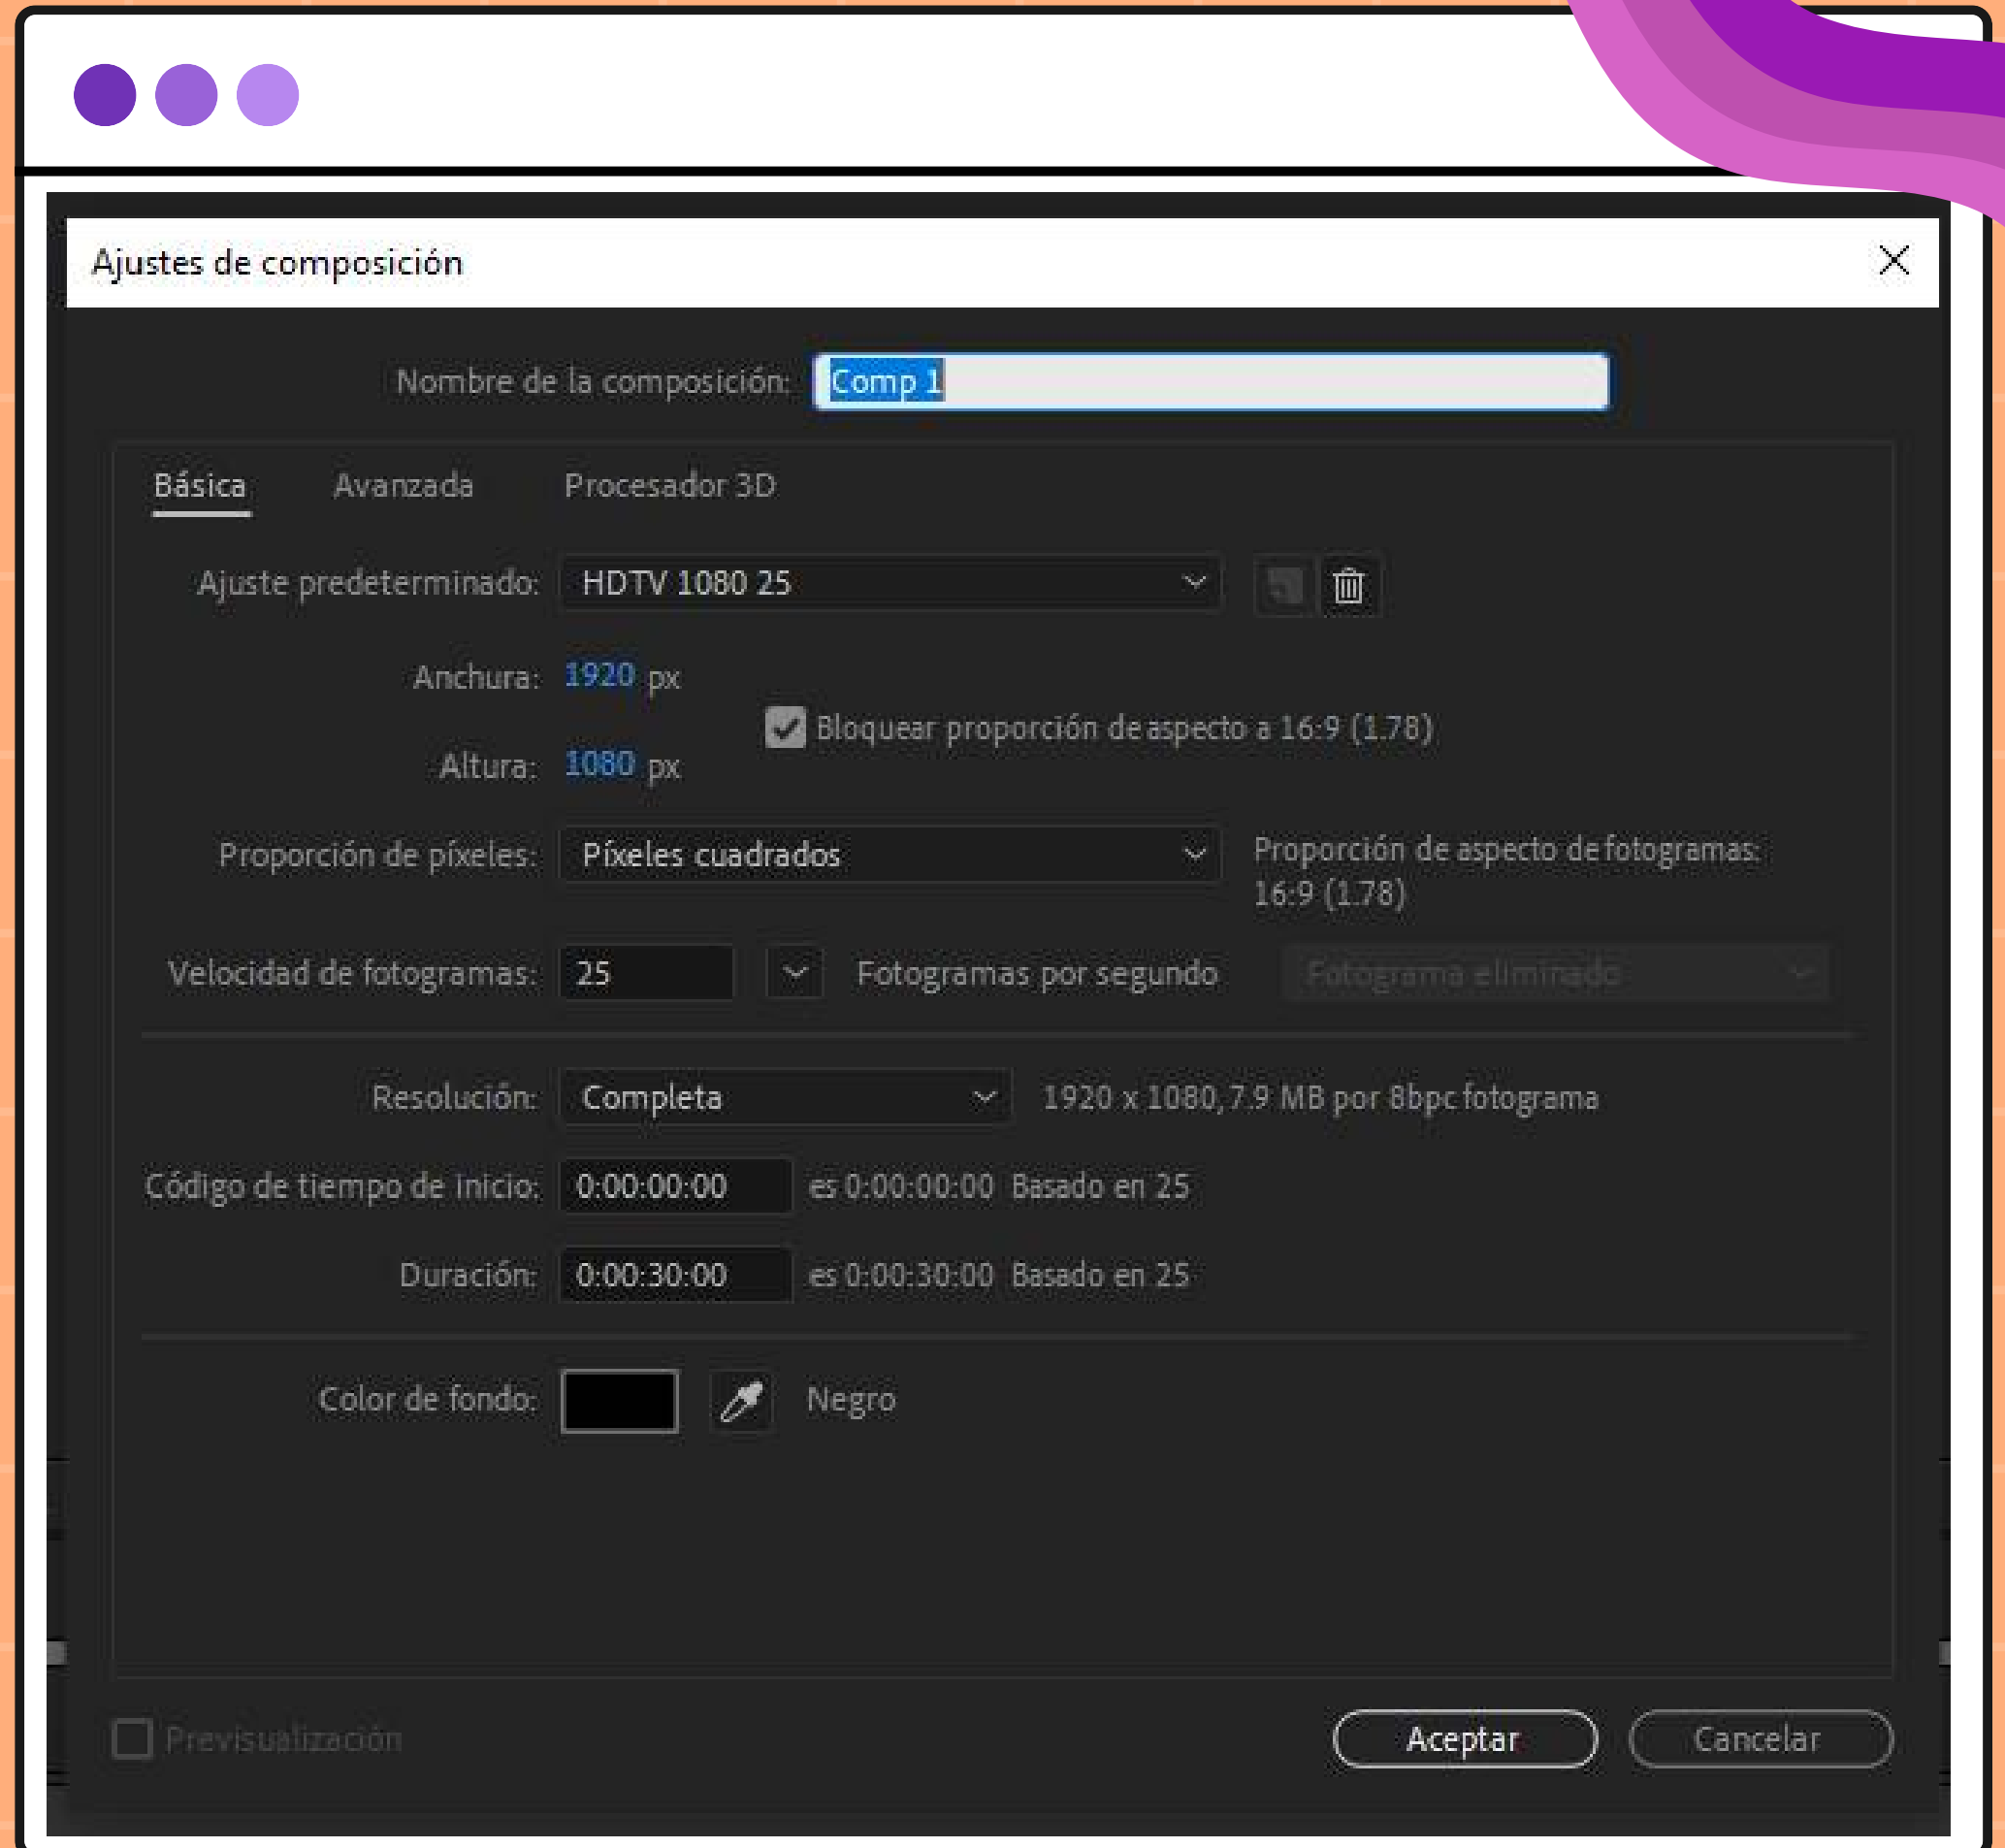 Ajustes de composición
Nombre de la composición: Comp 1
Básica Avanzada Procesador 3D
Ajuste predeterminado: HDTV 1080 25
Anchura: 1920 px
Bloquear proporción de aspecto a 16:9 (1.78)
Altura: 1080 px
Proporción de píxeles: Píxeles cuadrados Proporción de aspecto de fotogramas:
16:9 (1.78)
Velocidad de fotogramas: 25 Fotogramas por segundo Fotograma eliminado
Resolución: Completa 1920 x 1080, 7.9 MB por 8bpc fotograma
Código de tiempo de inicio: 0:00:00:00 es 0:00:00:00 Basado en 25
Duración: 0:00:30:00 es 0:00:30:00 Basado en 25
Color de fondo: Negro
Previsualización Aceptar Cancelar